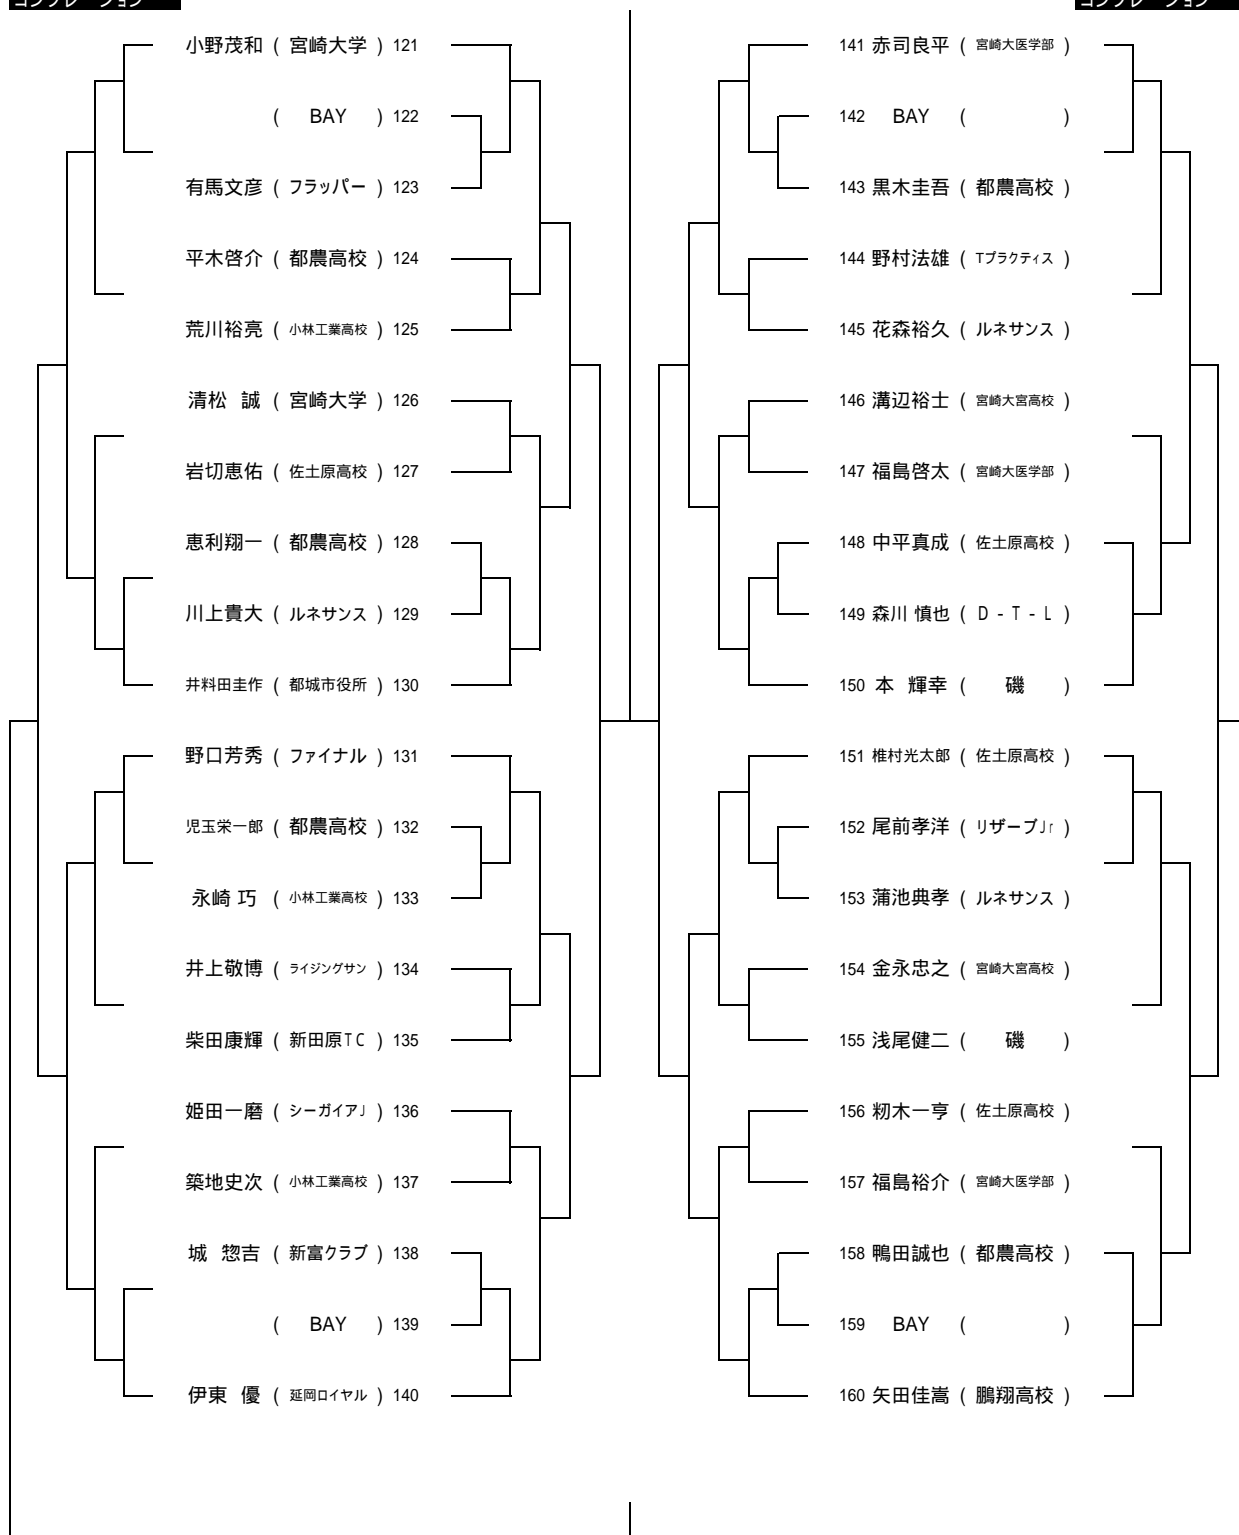 コンソレーション
コンソレーション
小野茂和 ( 宮崎大学 ) 121
( BAY ) 122
有馬文彦 ( フラッパー ) 123
平木啓介 ( 都農高校 ) 124
荒川裕亮 ( 小林工業高校 ) 125
清松 誠 ( 宮崎大学 ) 126
岩切恵佑 ( 佐土原高校 ) 127
恵利翔一 ( 都農高校 ) 128
川上貴大 ( ルネサンス ) 129
井料田圭作 ( 都城市役所 ) 130
野口芳秀 ( ファイナル ) 131
児玉栄一郎 ( 都農高校 ) 132
永崎 巧 ( 小林工業高校 ) 133
井上敬博 ( ライジングサン ) 134
柴田康輝 ( 新田原TC ) 135
姫田一磨 ( シーガイアJ ) 136
築地史次 ( 小林工業高校 ) 137
城 惣吉 ( 新富クラブ ) 138
( BAY ) 139
伊東 優 ( 延岡ロイヤル ) 140
141 赤司良平 ( 宮崎大医学部 )
142 BAY ( )
143 黒木圭吾 ( 都農高校 )
144 野村法雄 ( Tプラクティス )
145 花森裕久 ( ルネサンス )
146 溝辺裕士 ( 宮崎大宮高校 )
147 福島啓太 ( 宮崎大医学部 )
148 中平真成 ( 佐土原高校 )
149 森川 慎也 ( D - T - L )
150 本 輝幸 ( 磯 )
151 椎村光太郎 ( 佐土原高校 )
152 尾前孝洋 ( リザーブJr )
153 蒲池典孝 ( ルネサンス )
154 金永忠之 ( 宮崎大宮高校 )
155 浅尾健二 ( 磯 )
156 籾木一亨 ( 佐土原高校 )
157 福島裕介 ( 宮崎大医学部 )
158 鴨田誠也 ( 都農高校 )
159 BAY ( )
160 矢田佳嵩 ( 鵬翔高校 )